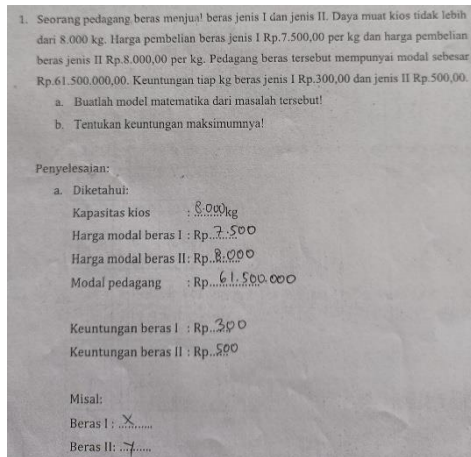 1. Seorang pedagang beras menjual beras jenis I dan jenis II. Daya muat kios tidak lebih
dari 8.000 kg. Harga pembelian beras jenis I Rp.7.500,00 per kg dan harga pembelian
beras jenis II Rp.8.000,00 per kg. Pedagang beras tersebut mempunyai modal sebesar
Rp.61.500.000,00. Keuntungan tiap kg beras jenis I Rp.300,00 dan jenis II Rp.500,00.
a. Buatlah model matematika dari masalah tersebut!
b. Tentukan keuntungan maksimumnya!
Penyelesaian:
a. Diketahui:
Kapasitas kios : 8.000kg
Harga modal beras I : Rp..7.500
Harga modal beras II: Rp..8.000
Modal pedagang : Rp...61.500.000
Keuntungan beras I : Rp..300
Keuntungan beras II : Rp..500
Misal:
Beras I : ..x......
Beras II: ..y.....